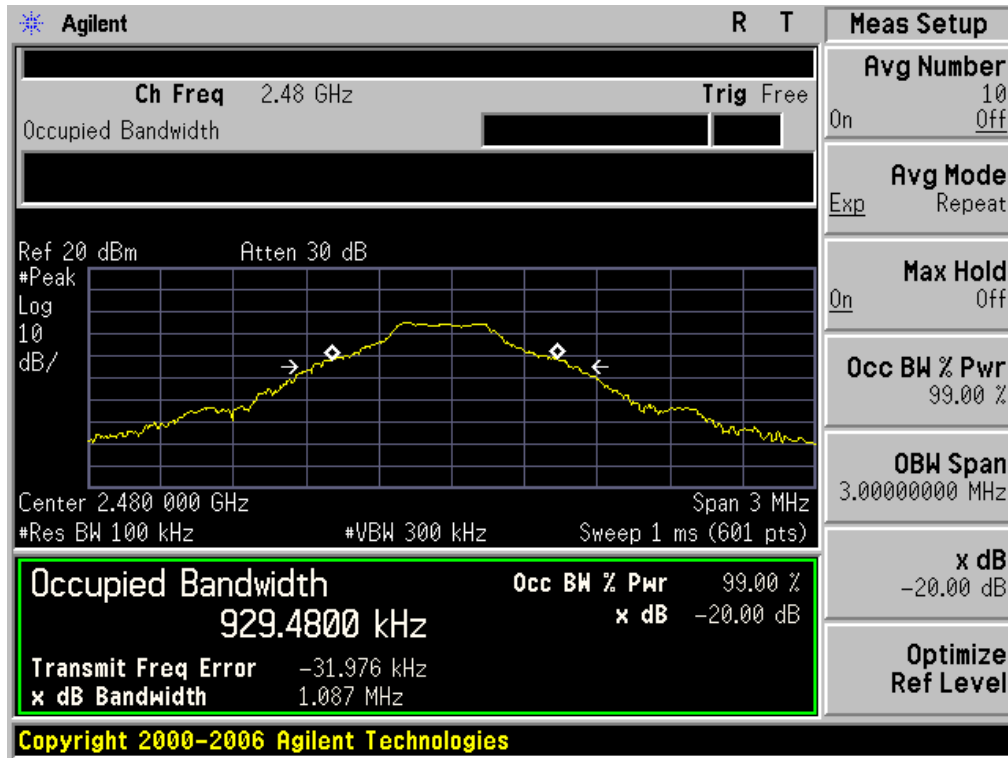 Agilent R T
Ch Freq 2.48 GHz Trig Free
Occupied Bandwidth
Ref 20 dBm Atten 30 dB
#Peak
Log
10
dB/
Center 2.480 000 GHz Span 3 MHz
#Res BW 100 kHz #VBW 300 kHz Sweep 1 ms (601 pts)
Occupied Bandwidth
929.4800 kHz
Occ BW % Pwr 99.00 %
x dB -20.00 dB
Transmit Freq Error -31.976 kHz
x dB Bandwidth 1.087 MHz
Copyright 2000-2006 Agilent Technologies
Meas Setup
Avg Number
10
On Off
Avg Mode
Exp Repeat
Max Hold
On Off
Occ BW % Pwr
99.00 %
OBW Span
3.00000000 MHz
x dB
-20.00 dB
Optimize
Ref Level